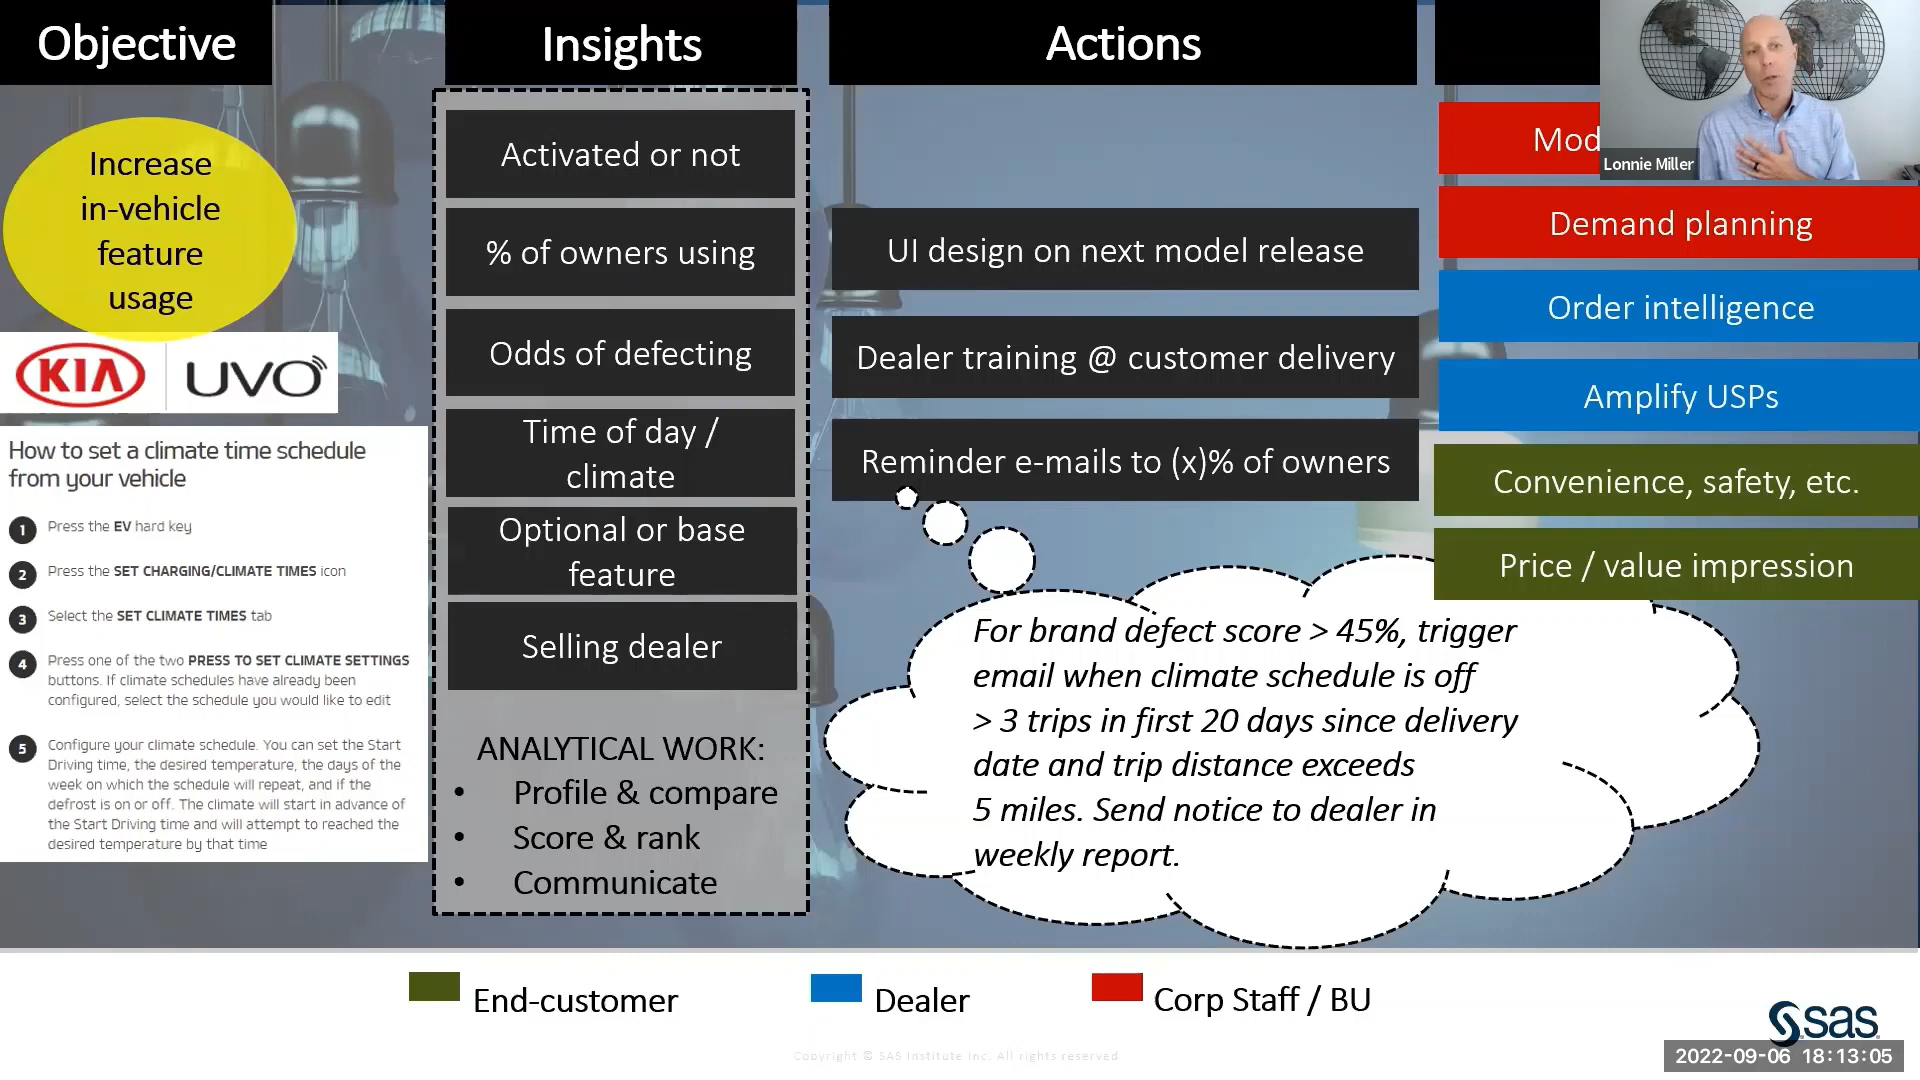 Objective
Insights
Actions
Increase
in-vehicle
feature
usage
KIA
UVO
How to set a climate time schedule
from your vehicle
1 Press the EV hard key
2 Press the SET CHARGING/CLIMATE TIMES icon
3 Select the SET CLIMATE TIMES tab
4 Press one of the two PRESS TO SET CLIMATE SETTINGS
buttons. If climate schedules have already been
configured, select the schedule you would like to edit
5 Configure your climate schedule. You can set the Start
Driving time, the desired temperature, the days of the
week on which the schedule will repeat, and if the
defrost is on or off. The climate will start in advance of
the Start Driving time and will attempt to reached the
desired temperature by that time
Activated or not
% of owners using
Odds of defecting
Time of day /
climate
Optional or base
feature
Selling dealer
ANALYTICAL WORK:
• Profile & compare
• Score & rank
• Communicate
UI design on next model release
Dealer training @ customer delivery
Reminder e-mails to (x)% of owners
For brand defect score > 45%, trigger
email when climate schedule is off
> 3 trips in first 20 days since delivery
date and trip distance exceeds
5 miles. Send notice to dealer in
weekly report.
Mod
Lonnie Miller
Demand planning
Order intelligence
Amplify USPs
Convenience, safety, etc.
Price / value impression
End-customer
Dealer
Corp Staff / BU
Copyright © SAS Institute Inc. All rights reserved
sas
2022-09-06 18:13:05